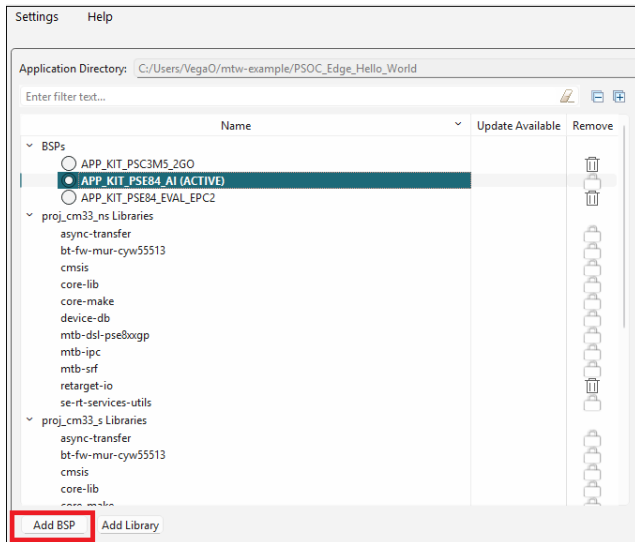 Settings Help
Application Directory: C:/Users/VegaO/mtw-example/PSOC_Edge_Hello_World
Enter filter text...
Name Update Available Remove
BSPs
APP_KIT_PSC3M5_2GO
APP_KIT_PSE84_AI (ACTIVE)
APP_KIT_PSE84_EVAL_EPC2
proj_cm33_ns Libraries
async-transfer
bt-fw-mur-cyw55513
cmsis
core-lib
core-make
device-db
mtb-dsl-pse8xxgp
mtb-ipc
mtb-srf
retarget-io
se-rt-services-utils
proj_cm33_s Libraries
async-transfer
bt-fw-mur-cyw55513
cmsis
core-lib
core-make
Add BSP Add Library